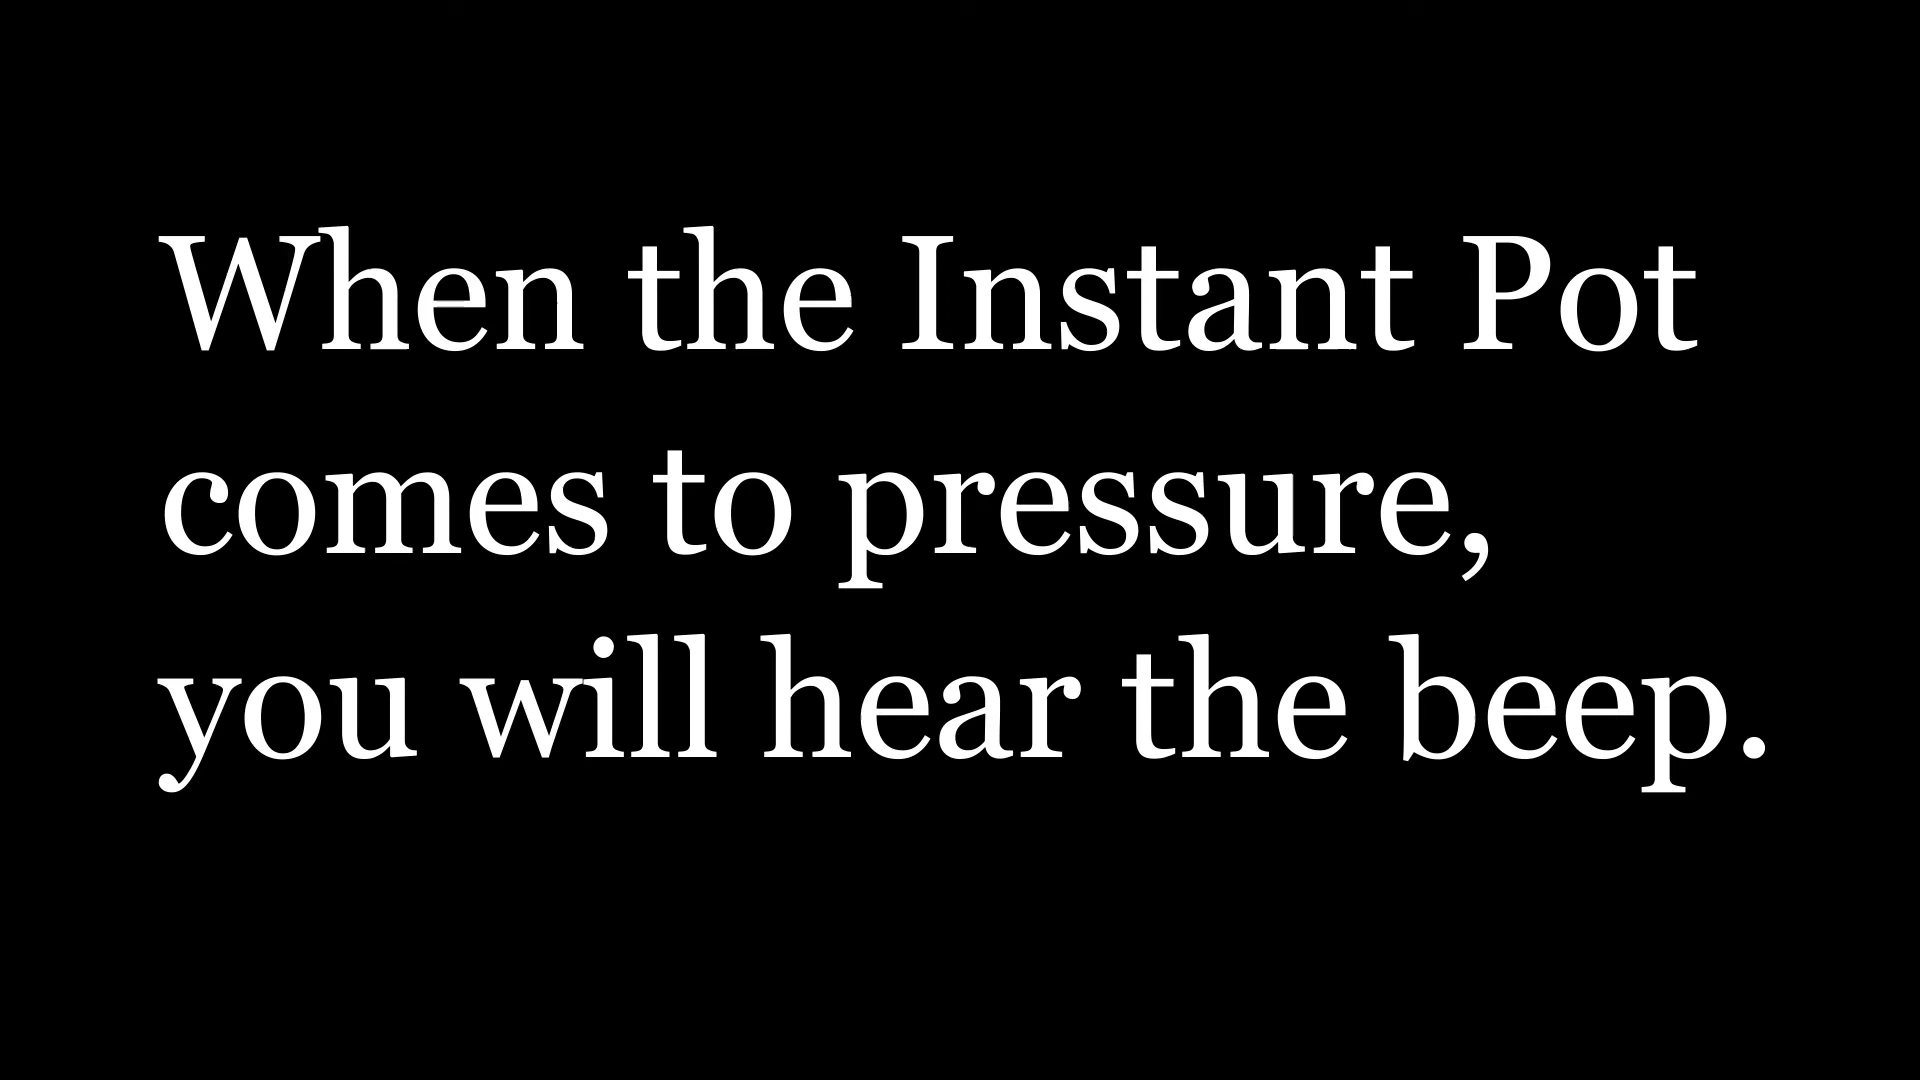 When the Instant Pot
comes to pressure,
you will hear the beep.